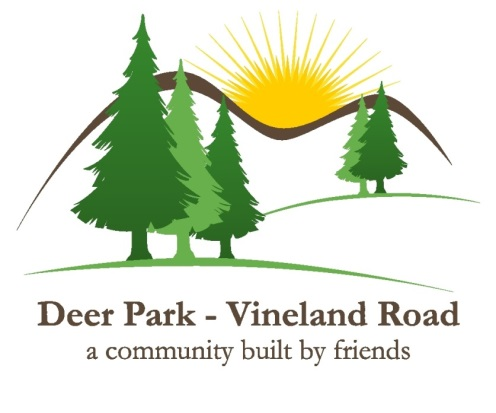 Deer Park - Vineland Road
a community built by friends